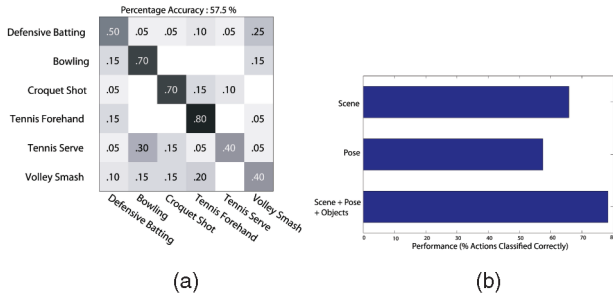 Percentage Accuracy : 57.5 %
Defensive Batting .50 .05 .05 .10 .05 .25
Bowling .15 .70 .15
Croquet Shot .05 .70 .15 .10
Tennis Forehand .15 .80 .05
Tennis Serve .05 .30 .15 .05 .40 .05
Volley Smash .10 .15 .15 .20 .40
Defensive Batting
Bowling
Croquet Shot
Tennis Forehand
Tennis Serve
Volley Smash
(a)
Scene
Pose
Scene + Pose
+ Objects
0 10 20 30 40 50 60 70 80
Performance (% Actions Classified Correctly)
(b)